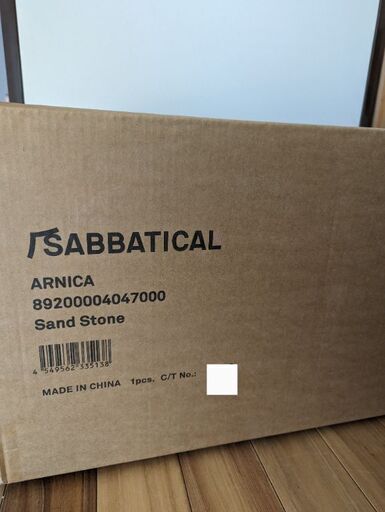 SABBATICAL
ARNICA
89200004047000
Sand Stone
4 549562 335138
MADE IN CHINA 1pcs. C/T No.: